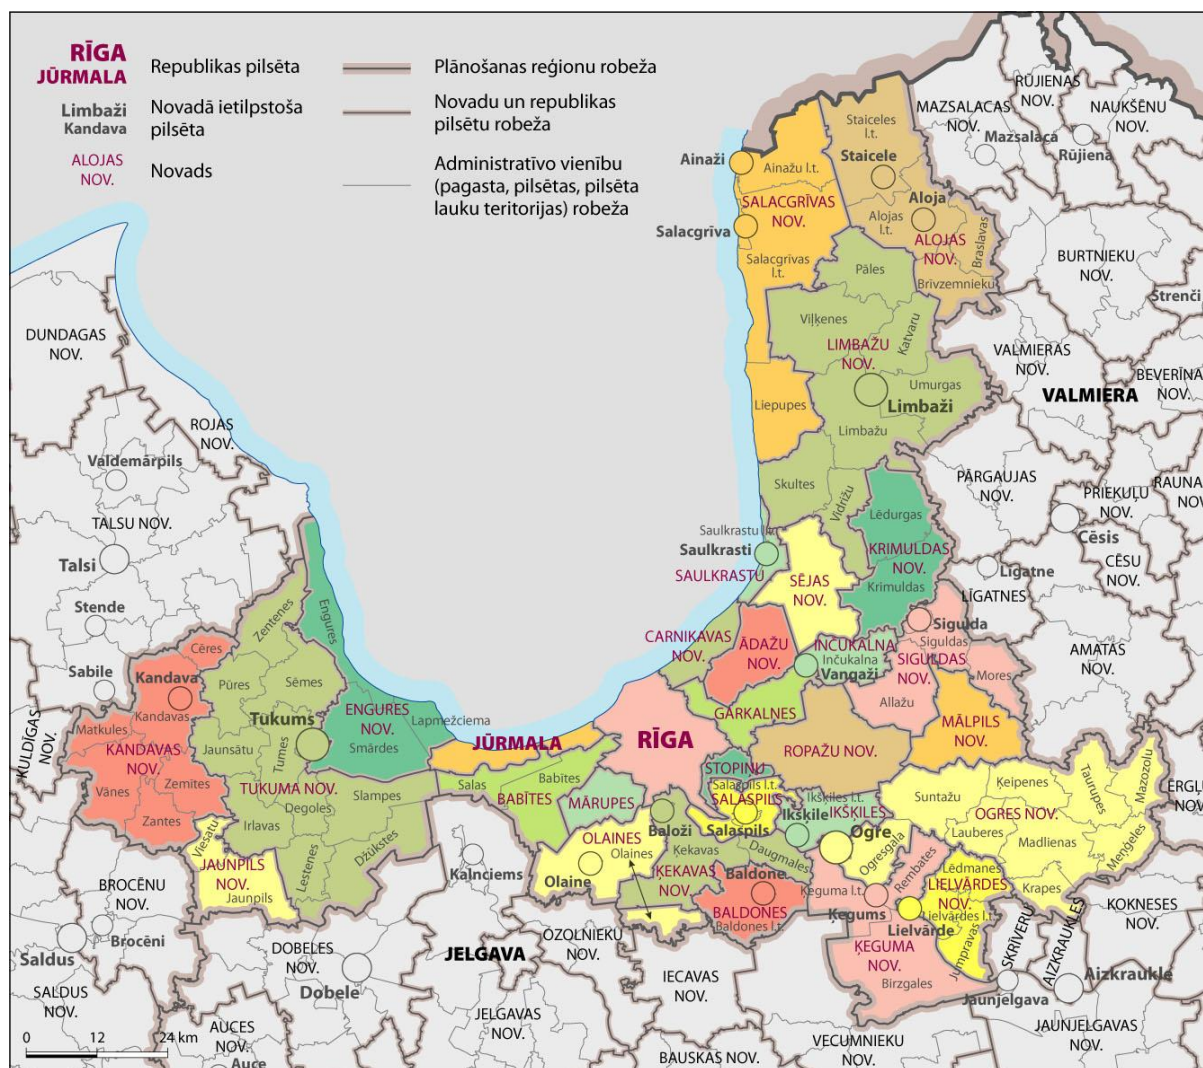 RĪGA
JŪRMALA
Republikas pilsēta
Limbaži
Kandava
Novadā ietilpstoša
pilsēta
ALOJAS
NOV.
Novads
Plānošanas reģionu robeža
Novadu un republikas
pilsētu robeža
Administratīvo vienību
(pagasta, pilsētas, pilsēta
lauku teritorijas) robeža
RŪJIENAS
NOV.
MAZSALACAS
NOV.
NAUKŠĒNU
NOV.
Mazsalaca
Rūjiena
Staiceles
l.t.
Staicele
Ainaži
Ainažu l.t.
SALACGRĪVAS
NOV.
Aloja
Alojas
l.t.
ALOJAS
NOV.
Braslavas
Brīvzemnieku
Salacgrīva
Salacgrīvas
l.t.
Pāles
BURTNIEKU
NOV.
Strenči
Viļķenes
Katvaru
LIMBAŽU
NOV.
DUNDAGAS
NOV.
VALMIERAS
NOV.
BEVERĪNA
NOV.
VALMIERA
Umurgas
Liepupes
Limbaži
Limbažu
ROJAS
NOV.
Valdemārpils
TALSU NOV.
Talsi
Skultes
Vidrižu
PĀRGAUJAS
NOV.
PRIEKUĻU
NOV.
RAUNA
NOV.
Lēdurgas
KRIMULDAS
NOV.
Krimuldas
Saulkrastu l.t.
Saulkrasti
SAULKRASTU
SĒJAS
NOV.
Cēsis
CĒSU
NOV.
Līgatne
LĪGATNES
Stende
Sabile
Engures
Zentenes
Cēres
CARNIKAVAS
NOV.
ĀDAŽU
NOV.
INČUKALNA
Inčukalna
Vangaži
Sigulda
Siguldas
SIGULDAS
NOV.
Mores
AMATAS
NOV.
Kandava
Kandavas
Pūres
Sēmes
Tukums
ENGURES
NOV.
Lapmežciema
Smārdes
GARKALNES
Allažu
MĀLPILS
NOV.
KULDĪGAS
NOV.
Matkules
KANDAVAS
NOV.
Zemītes
Vānes
Zantes
Jaunsātu
Tumes
TUKUMA NOV.
Degoles
Slampes
Irlavas
Lestenes
Džūkstes
JŪRMALA
RĪGA
ROPAŽU NOV.
Salas
Babītes
BABĪTES
MĀRUPES
STOPIŅU
Salaspils l.t.
SALASPILS
Salaspils
Ikšķiles l.t.
IKŠĶILES
Ikšķile
Ogre
Ogresgala
Suntažu
Ķeipenes
Taurupes
Mazozolu
OGRES NOV.
Lauberes
Madlienas
Meņģeles
Krapes
ERGĻU
NOV.
Viesatu
JAUNPILS
NOV.
Jaunpils
Baloži
OLAINES
Olaines
Olaine
Ķekavas
ĶEKAVAS
NOV.
Daugmales
Baldone
BALDONES
Baldones l.t.
Ķeguma l.t.
Ķegums
Rembates
Lēdmanes
LIELVĀRDES
NOV.
Lielvārdes l.t.
Lielvārde
Jumpravas
ĶEGUMA
NOV.
Birzgales
SKRĪVERU
AIZKRAUKLES
KOKNESES
NOV.
Aizkraukle
Jaunjelgava
JAUNJELGAVAS
NOV.
BROCĒNU
NOV.
Brocēni
Saldus
SALDUS
NOV.
Kalnciems
DOBELES
NOV.
Dobele
JELGAVA
OZOLNIEKU
NOV.
IECAVAS
NOV.
JELGAVAS
NOV.
AUCES
NOV.
Auce
BAUSKAS NOV.
VECUMNIEKU
NOV.
0 12 24 km